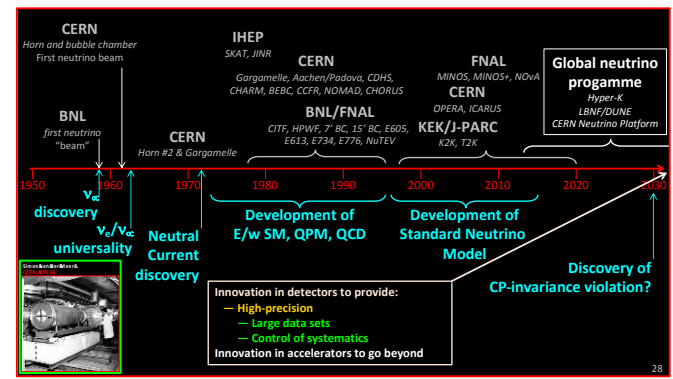 CERN
Horn and bubble chamber
First neutrino beam
BNL
first neutrino
"beam"
CERN
Horn #2 & Gargamelle
IHEP
SKAT, JINR
CERN
Gargamelle, Aachen/Padova, CDHS,
CHARM, BEBC, CCFR, NOMAD, CHORUS
BNL/FNAL
CITF, HPWF, 7' BC, 15' BC, E605,
E613, E734, E776, NuTEV
FNAL
MINOS, MINOS+, NOvA
CERN
OPERA, ICARUS
KEK/J-PARC
K2K, T2K
Global neutrino
progamme
Hyper-K
LBNF/DUNE
CERN Neutrino Platform
1950 1960 1970 1980 1990 2000 2010 2020 2030
discovery
νe/ν
universality
Neutral
Current
discovery
Development of
E/w SM, QPM, QCD
Development of
Standard Neutrino
Model
Discovery of
CP-invariance violation?
Innovation in detectors to provide:
— High-precision
— Large data sets
— Control of systematics
Innovation in accelerators to go beyond
28